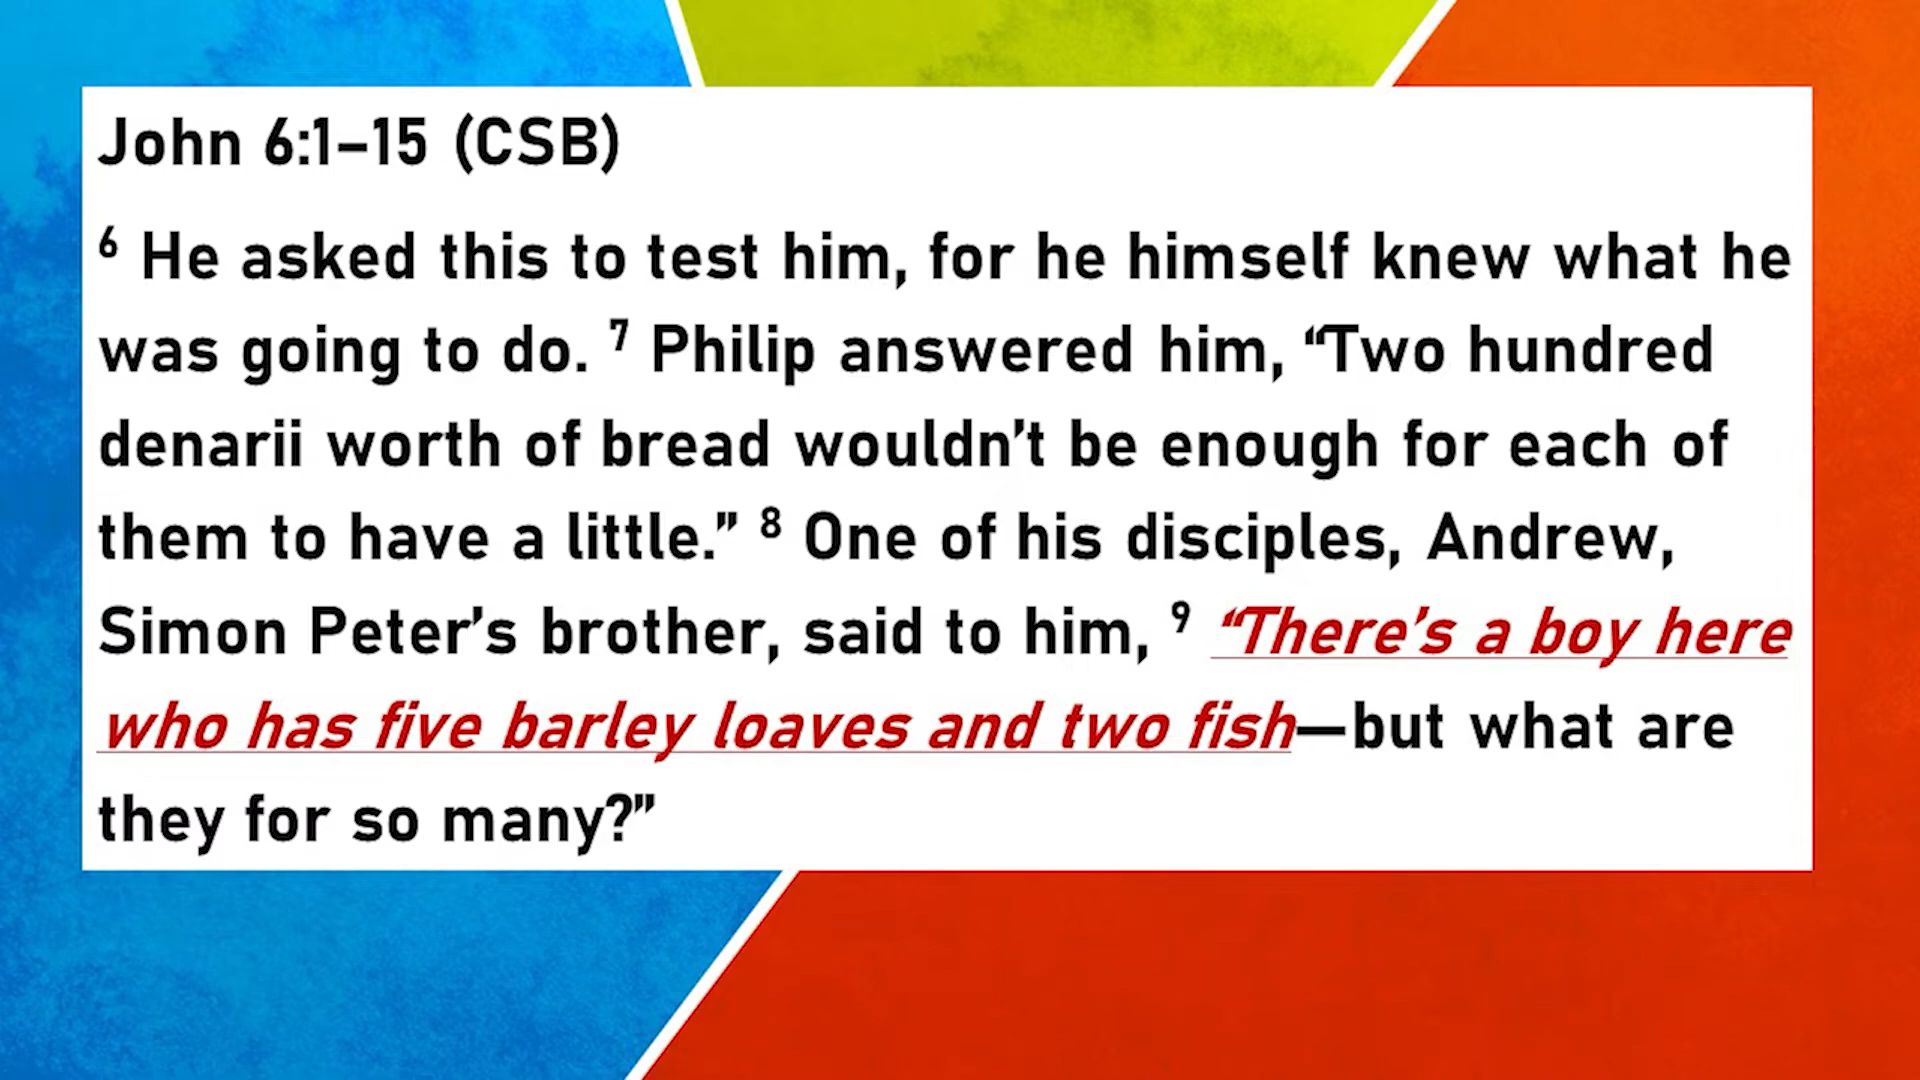 John 6:1–15 (CSB)
⁶ He asked this to test him, for he himself knew what he
was going to do. ⁷ Philip answered him, “Two hundred
denarii worth of bread wouldn’t be enough for each of
them to have a little.” ⁸ One of his disciples, Andrew,
Simon Peter’s brother, said to him, ⁹ “There’s a boy here
who has five barley loaves and two fish—but what are
they for so many?”